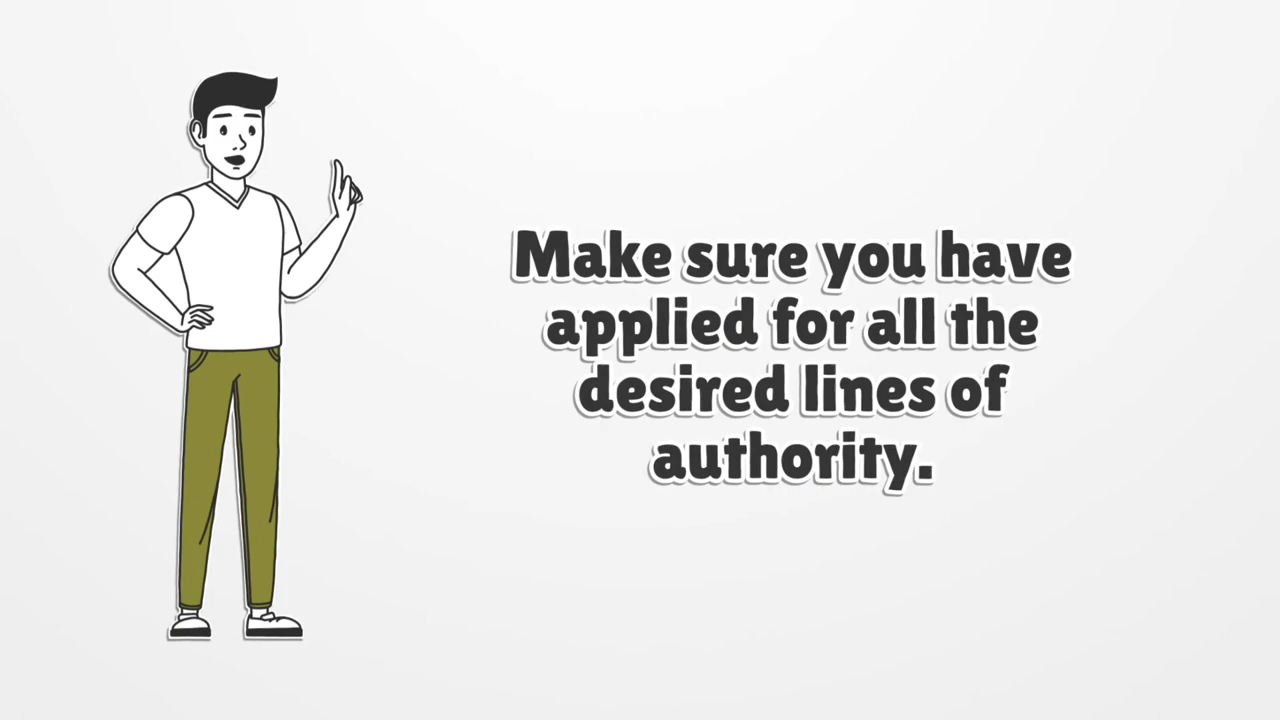 Make sure you have
applied for all the
desired lines of
authority.